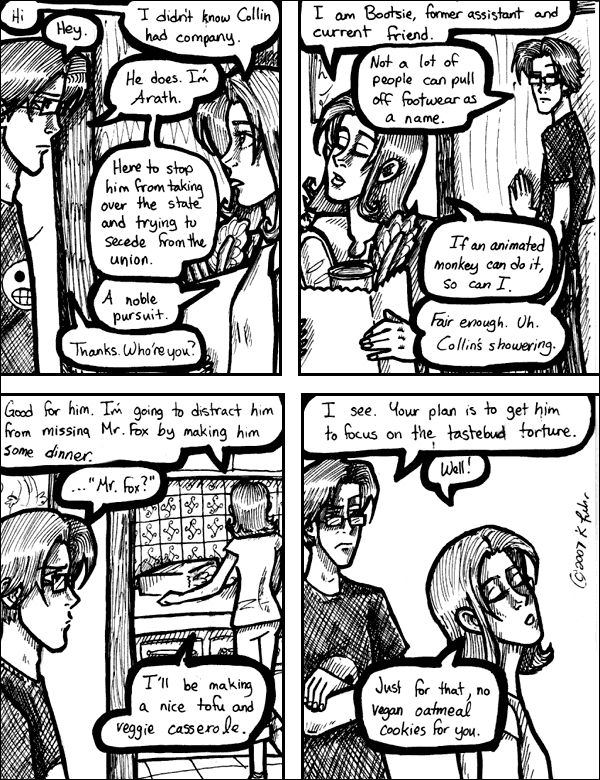 Hi
Hey.
I didn't know Collin
had company.
He does. I'm
Arath.
Here to stop
him from taking
over the state
and trying to
secede from the
union.
A noble
pursuit.
Thanks. Who're you?
I am Bootsie, former assistant and
current friend.
Not a lot of
people can pull
off footwear as
a name.
If an animated
monkey can do it,
so can I.
Fair enough. Uh.
Collin's showering.
Good for him. I'm going to distract him
from missing Mr. Fox by making him
some dinner.
..."Mr. Fox?"
I'll be making
a nice tofu and
veggie casserole.
I see. Your plan is to get him
to focus on the tastebud torture.
Well!
Just for that, no
vegan oatmeal
cookies for you.
(C)2007 K